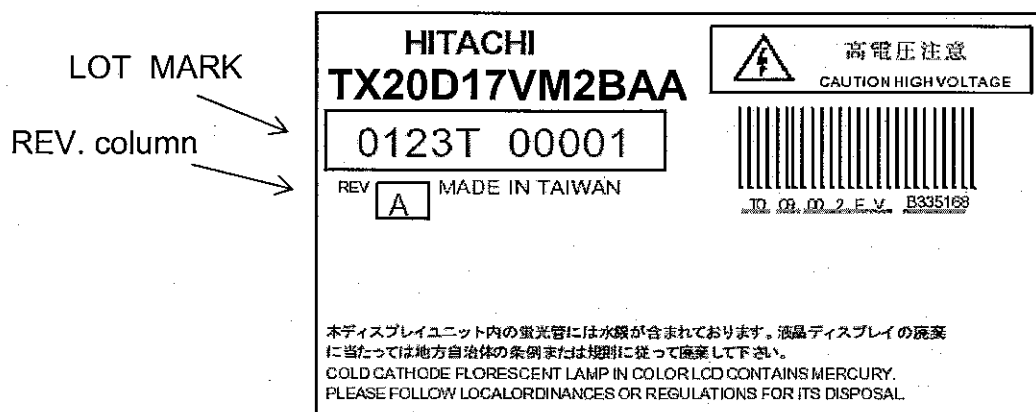 LOT MARK
REV. column
HITACHI
TX20D17VM2BAA
0123T 00001
REV A MADE IN TAIWAN
高電圧注意
CAUTION HIGH VOLTAGE
B335168
本ディスプレイユニット内の蛍光管には水銀が含まれております。液晶ディスプレイの廃棄
に当たっては地方自治体の条例または規則に従って廃棄して下さい。
COLD CATHODE FLORESCENT LAMP IN COLOR LCD CONTAINS MERCURY.
PLEASE FOLLOW LOCALORDINANCES OR REGULATIONS FOR ITS DISPOSAL.